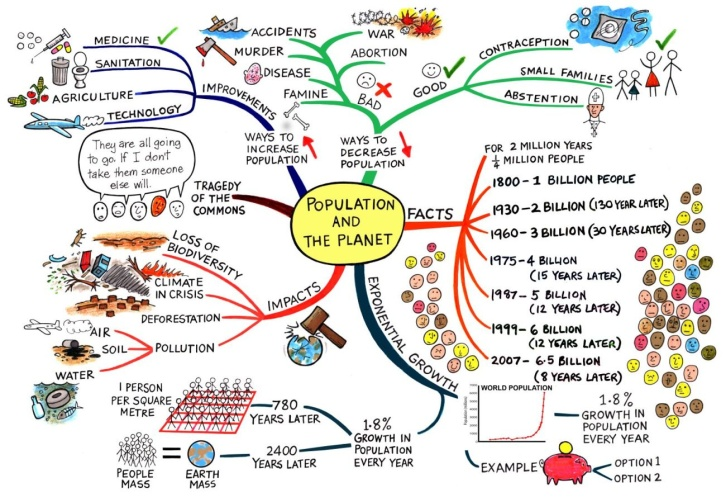 POPULATION
AND
THE PLANET
WAYS TO
INCREASE
POPULATION
IMPROVEMENTS
MEDICINE
SANITATION
AGRICULTURE
TECHNOLOGY
WAYS TO
DECREASE
POPULATION
BAD
ACCIDENTS
MURDER
DISEASE
FAMINE
WAR
ABORTION
GOOD
CONTRACEPTION
SMALL FAMILIES
ABSTENTION
FACTS
FOR 2 MILLION YEARS
1/4 MILLION PEOPLE
1800-1 BILLION PEOPLE
1930-2 BILLION (130 YEAR LATER)
1960-3 BILLION (30 YEARS LATER)
1975-4 BILLION
(15 YEARS LATER)
1987-5 BILLION
(12 YEARS LATER)
1999-6 BILLION
(12 YEARS LATER)
2007-6.5 BILLION
(8 YEARS LATER)
EXPONENTIAL GROWTH
WORLD POPULATION
1.8%
GROWTH IN
POPULATION
EVERY YEAR
EXAMPLE
OPTION 1
OPTION 2
1.8%
GROWTH IN
POPULATION
EVERY YEAR
780
YEARS LATER
1 PERSON
PER SQUARE
METRE
2400
YEARS LATER
PEOPLE
MASS
=
EARTH
MASS
IMPACTS
LOSS OF
BIODIVERSITY
CLIMATE
IN CRISIS
DEFORESTATION
POLLUTION
AIR
SOIL
WATER
TRAGEDY
OF THE
COMMONS
They are all going
to go. If I don't
take them someone
else will.